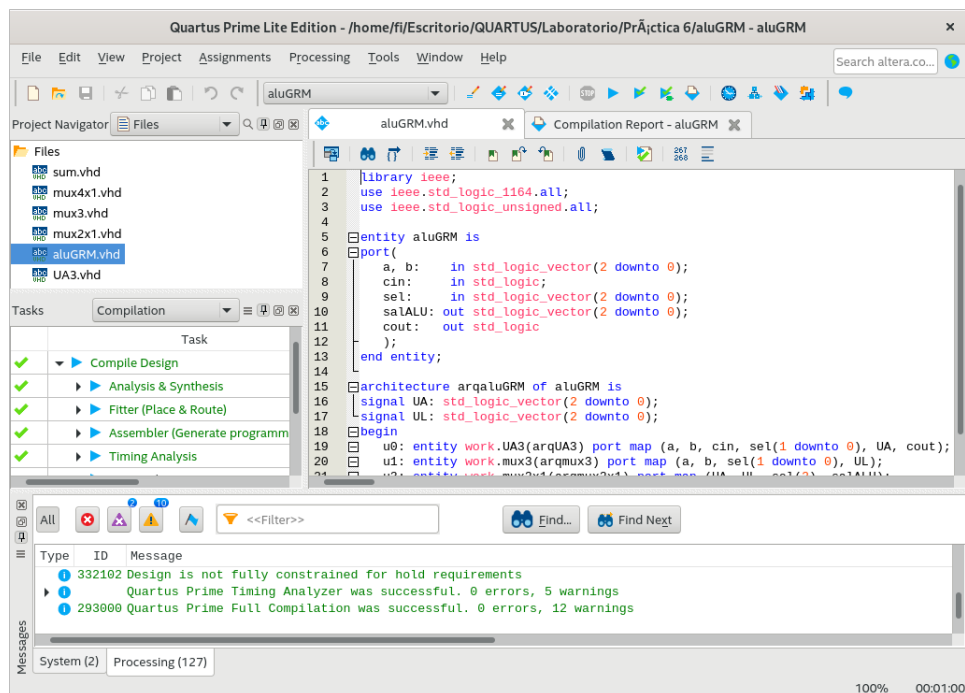 Quartus Prime Lite Edition - /home/fi/Escritorio/QUARTUS/Laboratorio/PrÃ¡ctica 6/aluGRM - aluGRM
File Edit View Project Assignments Processing Tools Window Help
Search altera.co...
aluGRM
Project Navigator Files
Files
sum.vhd
mux4x1.vhd
mux3.vhd
mux2x1.vhd
aluGRM.vhd
UA3.vhd
Tasks Compilation
Task
Compile Design
Analysis & Synthesis
Fitter (Place & Route)
Assembler (Generate programm
Timing Analysis
aluGRM.vhd
Compilation Report - aluGRM
267
268
1 library ieee;
2 use ieee.std_logic_1164.all;
3 use ieee.std_logic_unsigned.all;
4
5 entity aluGRM is
6 port(
7 a, b: in std_logic_vector(2 downto 0);
8 cin: in std_logic;
9 sel: in std_logic_vector(2 downto 0);
10 salALU: out std_logic_vector(2 downto 0);
11 cout: out std_logic
12 );
13 end entity;
14
15 architecture arqaluGRM of aluGRM is
16 signal UA: std_logic_vector(2 downto 0);
17 signal UL: std_logic_vector(2 downto 0);
18 begin
19 u0: entity work.UA3(arqUA3) port map (a, b, cin, sel(1 downto 0), UA, cout);
20 u1: entity work.mux3(arqmux3) port map (a, b, sel(1 downto 0), UL);
All
2
10
<<Filter>>
Find...
Find Next
Type ID Message
332102 Design is not fully constrained for hold requirements
Quartus Prime Timing Analyzer was successful. 0 errors, 5 warnings
293000 Quartus Prime Full Compilation was successful. 0 errors, 12 warnings
Messages
System (2) Processing (127)
100% 00:01:00